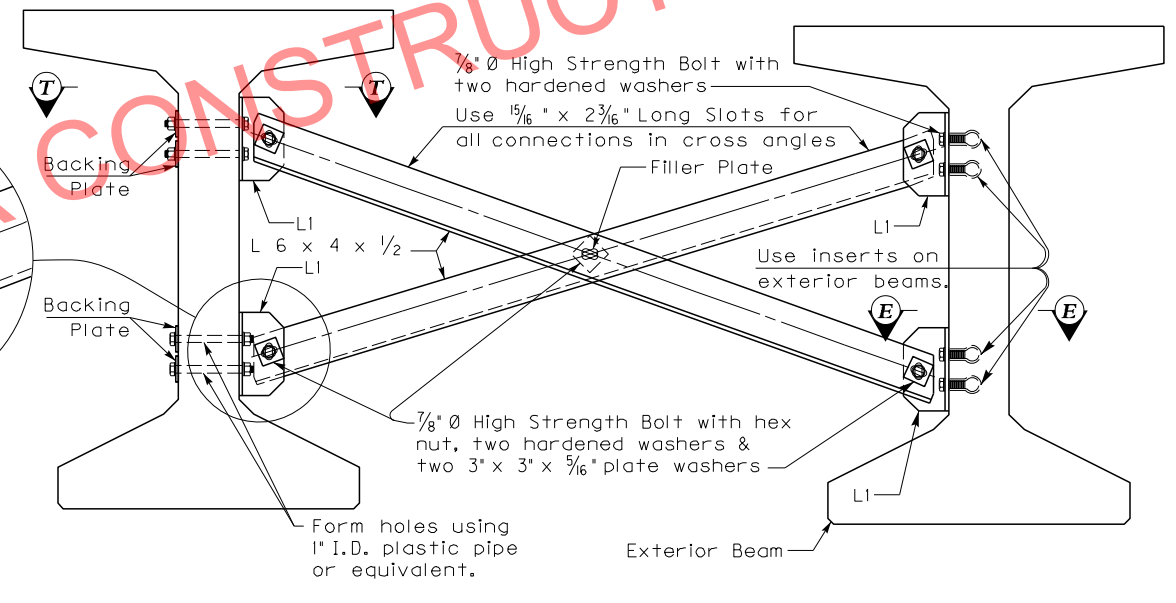 CONSTRUCT
T
T
7/8" Ø High Strength Bolt with
two hardened washers
Use 15/16 " x 2 3/16" Long Slots for
all connections in cross angles
Filler Plate
Backing
Plate
L1
L 6 x 4 x 1/2
L1
L1
Use inserts on
exterior beams.
Backing
Plate
E
E
7/8" Ø High Strength Bolt with hex
nut, two hardened washers &
two 3" x 3" x 5/16" plate washers
L1
Form holes using
1" I.D. plastic pipe
or equivalent.
Exterior Beam